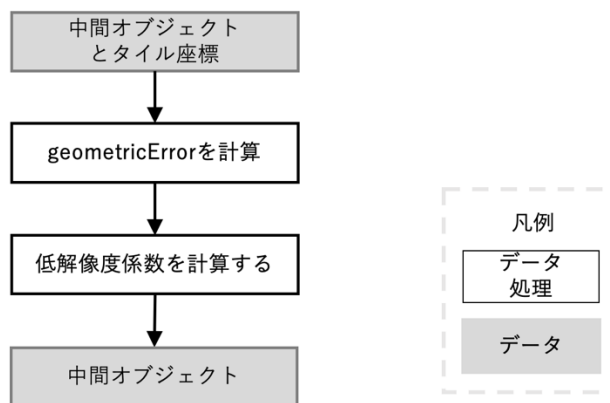 中間オブジェクト
とタイル座標
geometricErrorを計算
低解像度係数を計算する
中間オブジェクト
凡例
データ
処理
データ